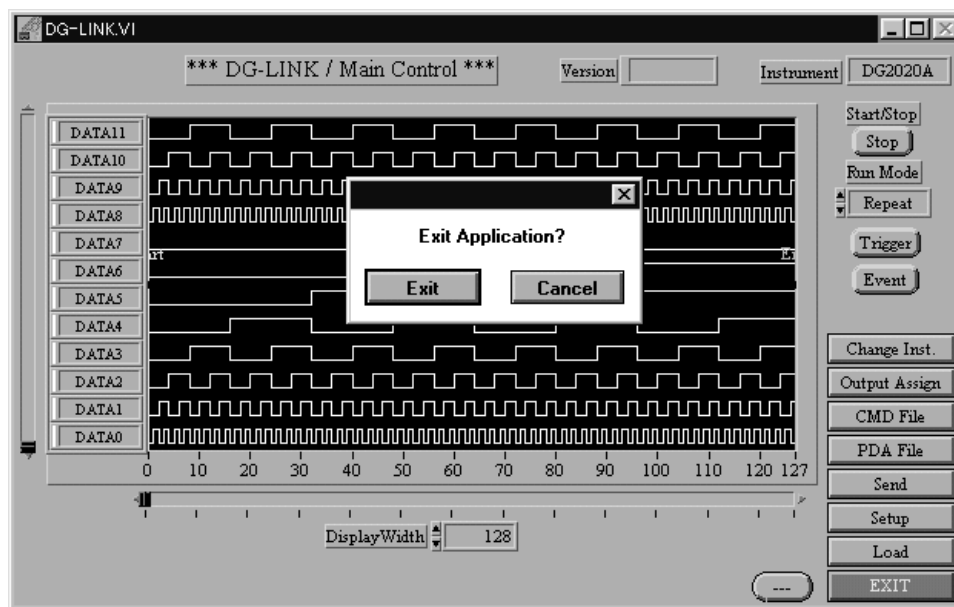 DG-LINK.VI
*** DG-LINK / Main Control ***
Version
Instrument DG2020A
Start/Stop
Stop
Run Mode
Repeat
Trigger
Event
DATA11
DATA10
DATA9
DATA8
DATA7
DATA6
DATA5
DATA4
DATA3
DATA2
DATA1
DATA0
Exit Application?
Exit Cancel
0 10 20 30 40 50 60 70 80 90 100 110 120 127
DisplayWidth 128
Change Inst.
Output Assign
CMD File
PDA File
Send
Setup
Load
EXIT
---